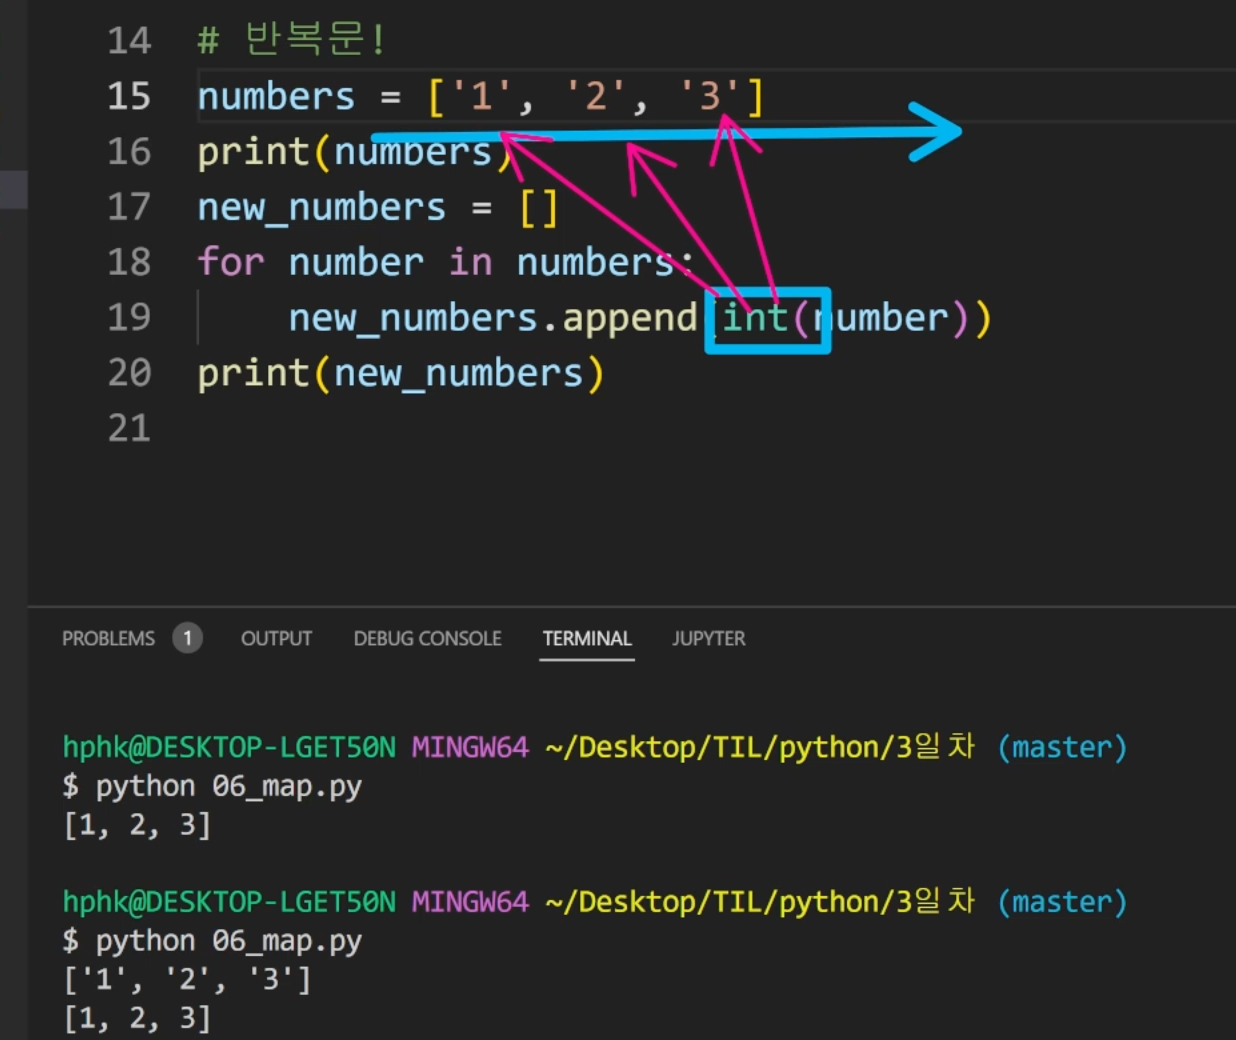 14 # 반복문!
15 numbers = ['1', '2', '3']
16 print(numbers)
17 new_numbers = []
18 for number in numbers:
19 new_numbers.append(int(number))
20 print(new_numbers)
21
PROBLEMS 1 OUTPUT DEBUG CONSOLE TERMINAL JUPYTER
hphk@DESKTOP-LGET50N MINGW64 ~/Desktop/TIL/python/3일차 (master)
$ python 06_map.py
[1, 2, 3]
hphk@DESKTOP-LGET50N MINGW64 ~/Desktop/TIL/python/3일차 (master)
$ python 06_map.py
['1', '2', '3']
[1, 2, 3]